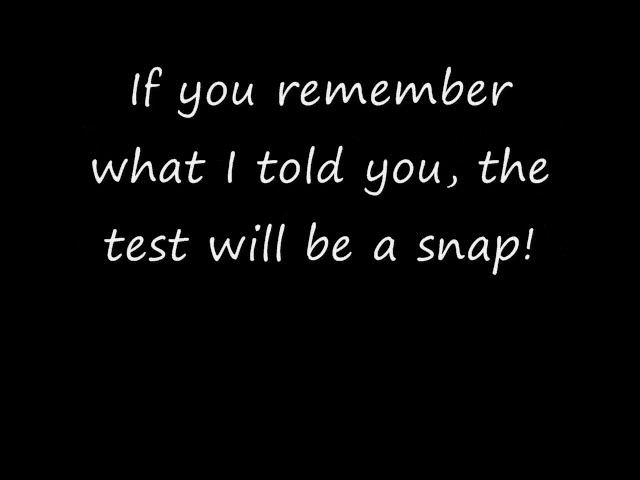 If you remember
what I told you, the
test will be a snap!